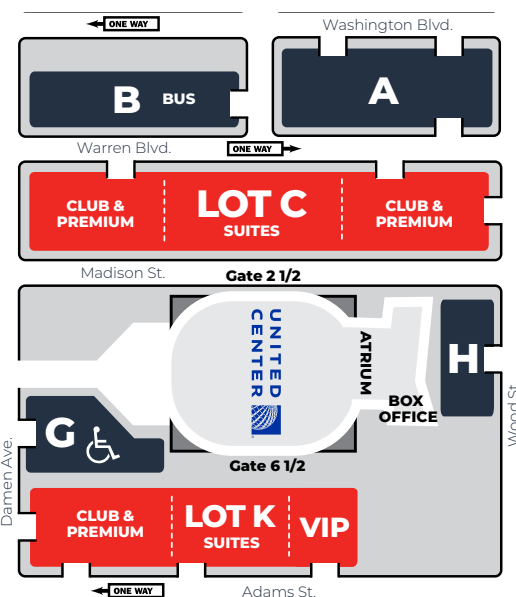 ONE WAY
Washington Blvd.
B BUS
A
Warren Blvd.
ONE WAY
CLUB &
PREMIUM
LOT C
SUITES
CLUB &
PREMIUM
Madison St.
Gate 2 1/2
UNITED
CENTER
ATRIUM
H
BOX
OFFICE
Wood St.
G
Damen Ave.
Gate 6 1/2
CLUB &
PREMIUM
LOT K
SUITES
VIP
ONE WAY
Adams St.